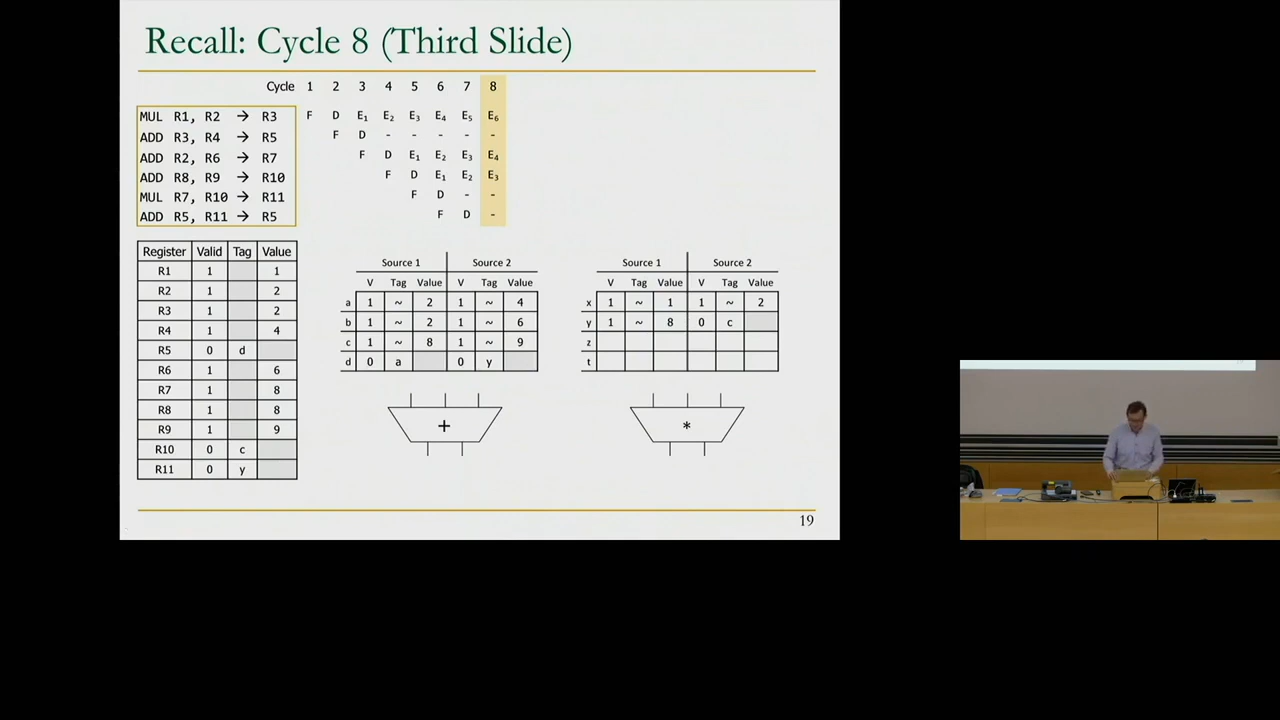 Recall: Cycle 8 (Third Slide)
Cycle 1 2 3 4 5 6 7 8
MUL R1, R2 → R3 F D E1 E2 E3 E4 E5 E6
ADD R3, R4 → R5 F D - - - - -
ADD R2, R6 → R7 F D E1 E2 E3 E4
ADD R8, R9 → R10 F D E1 E2 E3
MUL R7, R10 → R11 F D - -
ADD R5, R11 → R5 F D -
Register Valid Tag Value
R1 1 1
R2 1 2
R3 1 2
R4 1 4
R5 0 d
R6 1 6
R7 1 8
R8 1 8
R9 1 9
R10 0 c
R11 0 y
Source 1 Source 2
V Tag Value V Tag Value
a 1 ~ 2 1 ~ 4
b 1 ~ 2 1 ~ 6
c 1 ~ 8 1 ~ 9
d 0 a 0 y
+
Source 1 Source 2
V Tag Value V Tag Value
x 1 ~ 1 1 ~ 2
y 1 ~ 8 0 c
z
t
*
19